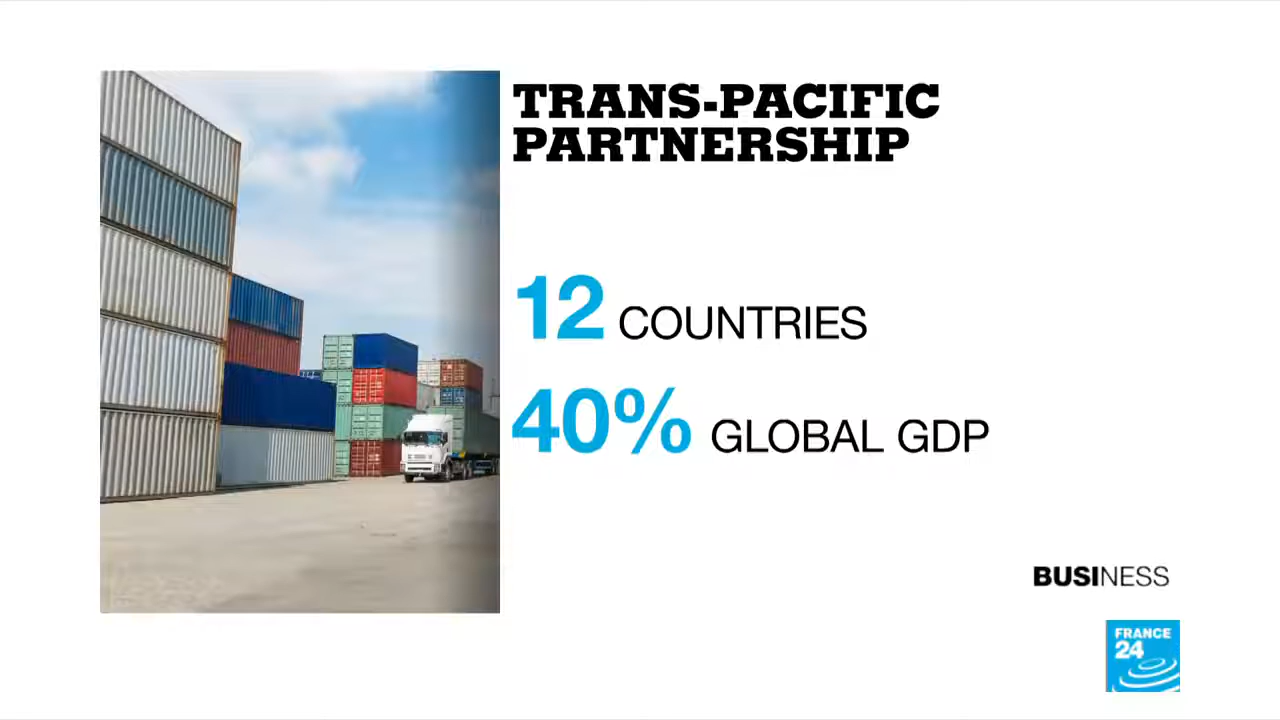 TRANS-PACIFIC
PARTNERSHIP
12 COUNTRIES
40% GLOBAL GDP
BUSINESS
FRANCE
24